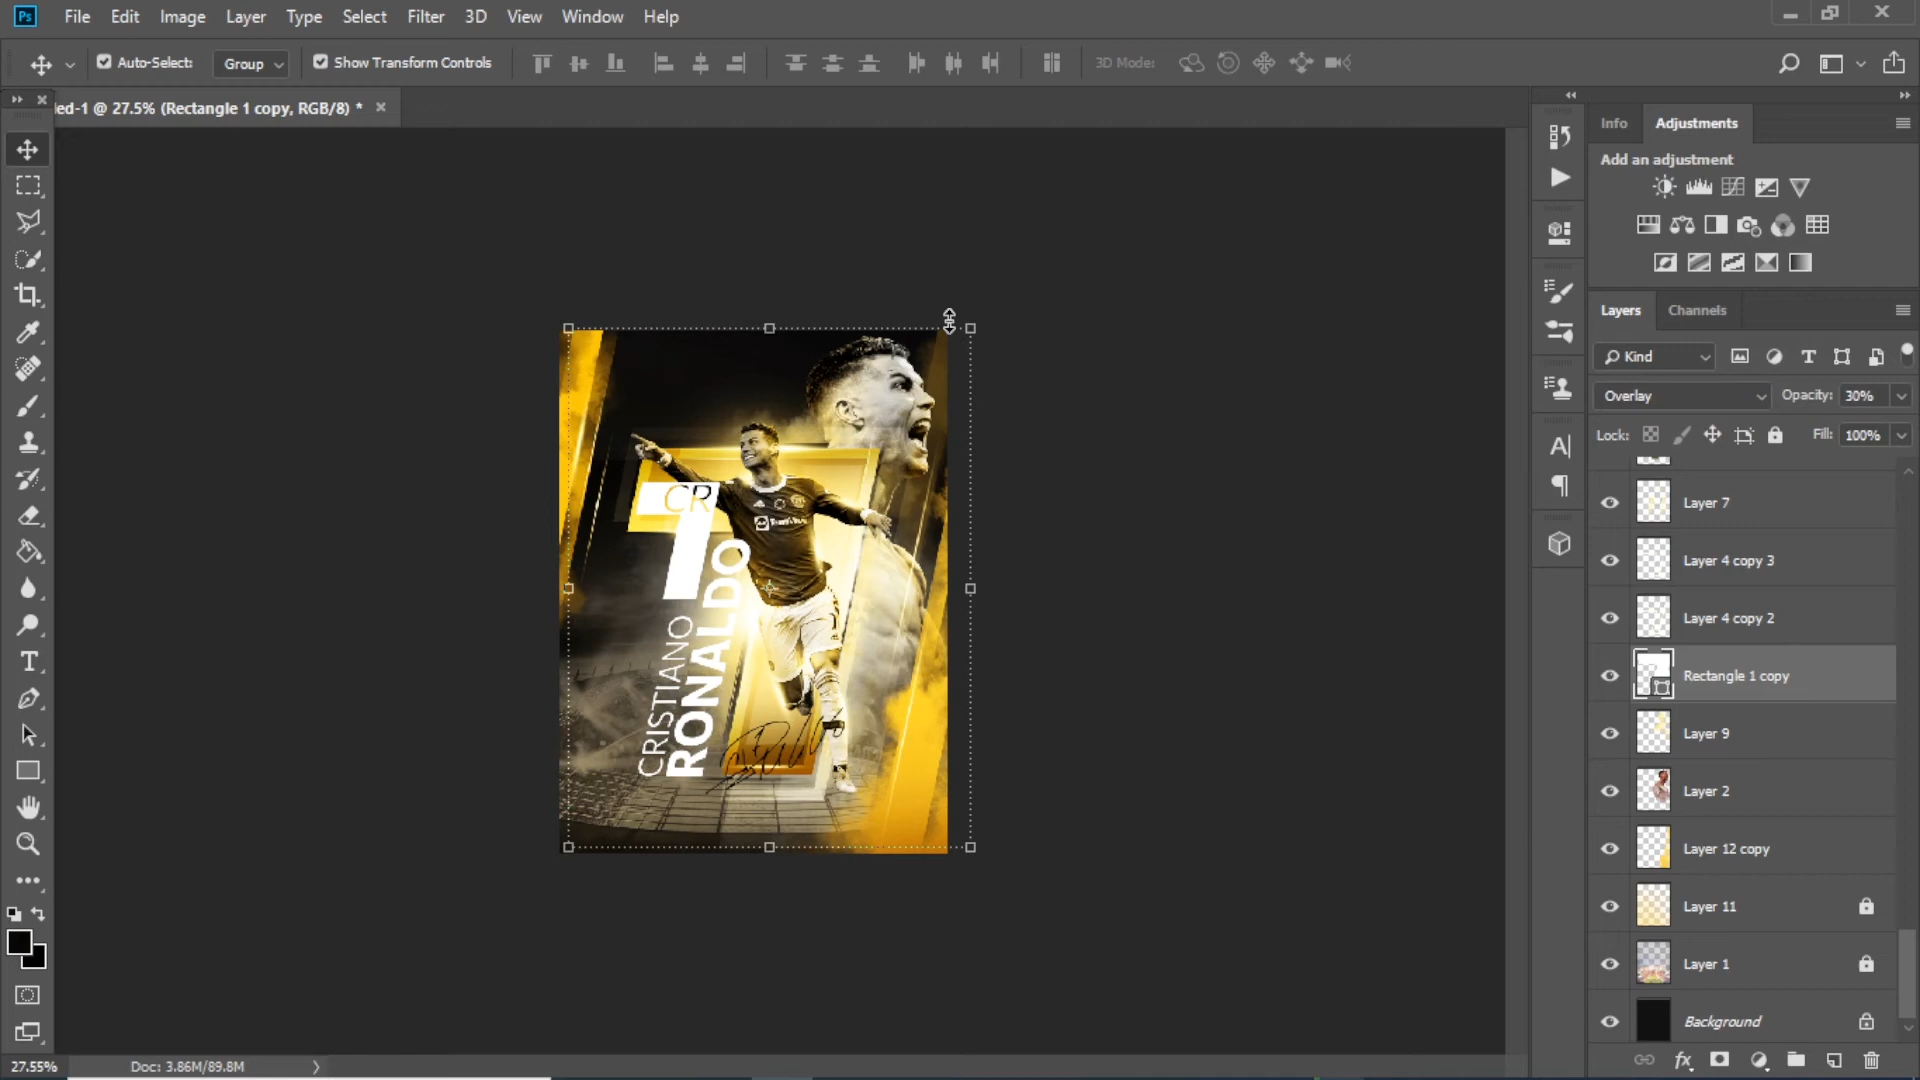 Ps File Edit Image Layer Type Select Filter 3D View Window Help
Auto-Select: Group Show Transform Controls 3D Mode:
led-1 @ 27.5% (Rectangle 1 copy, RGB/8) *
Info Adjustments
Add an adjustment
Layers Channels
Kind
Overlay Opacity: 30%
Lock: Fill: 100%
Layer 7
Layer 4 copy 3
Layer 4 copy 2
Rectangle 1 copy
Layer 9
Layer 2
Layer 12 copy
Layer 11
Layer 1
Background
CR
7
CRISTIANO
RONALDO
27.55% Doc: 3.86M/89.8M